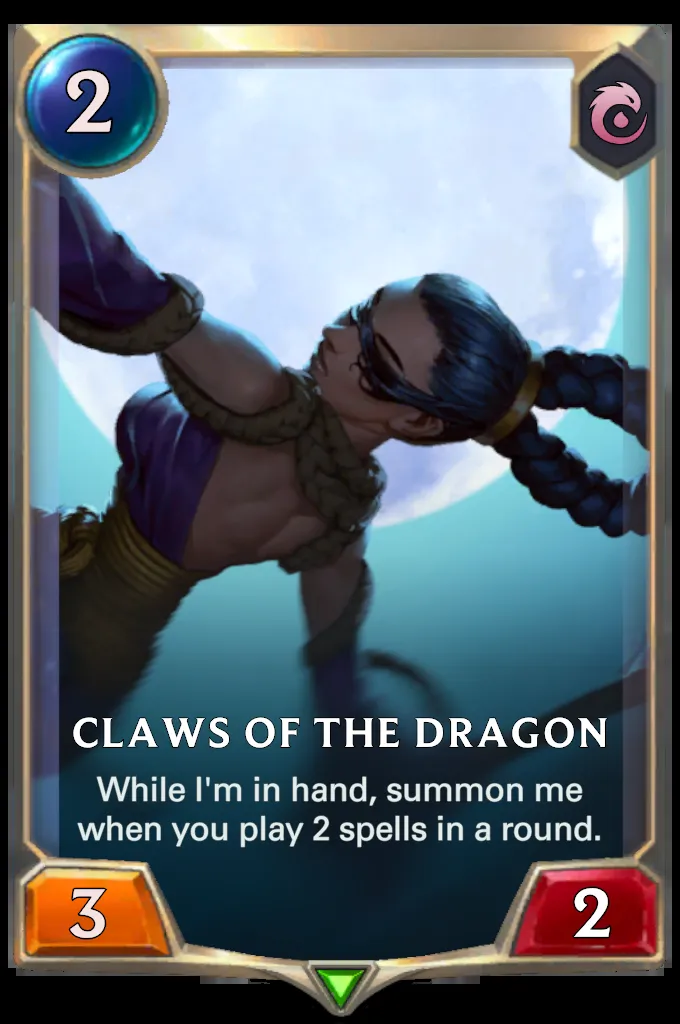 2
CLAWS OF THE DRAGON
While I'm in hand, summon me
when you play 2 spells in a round.
3
2